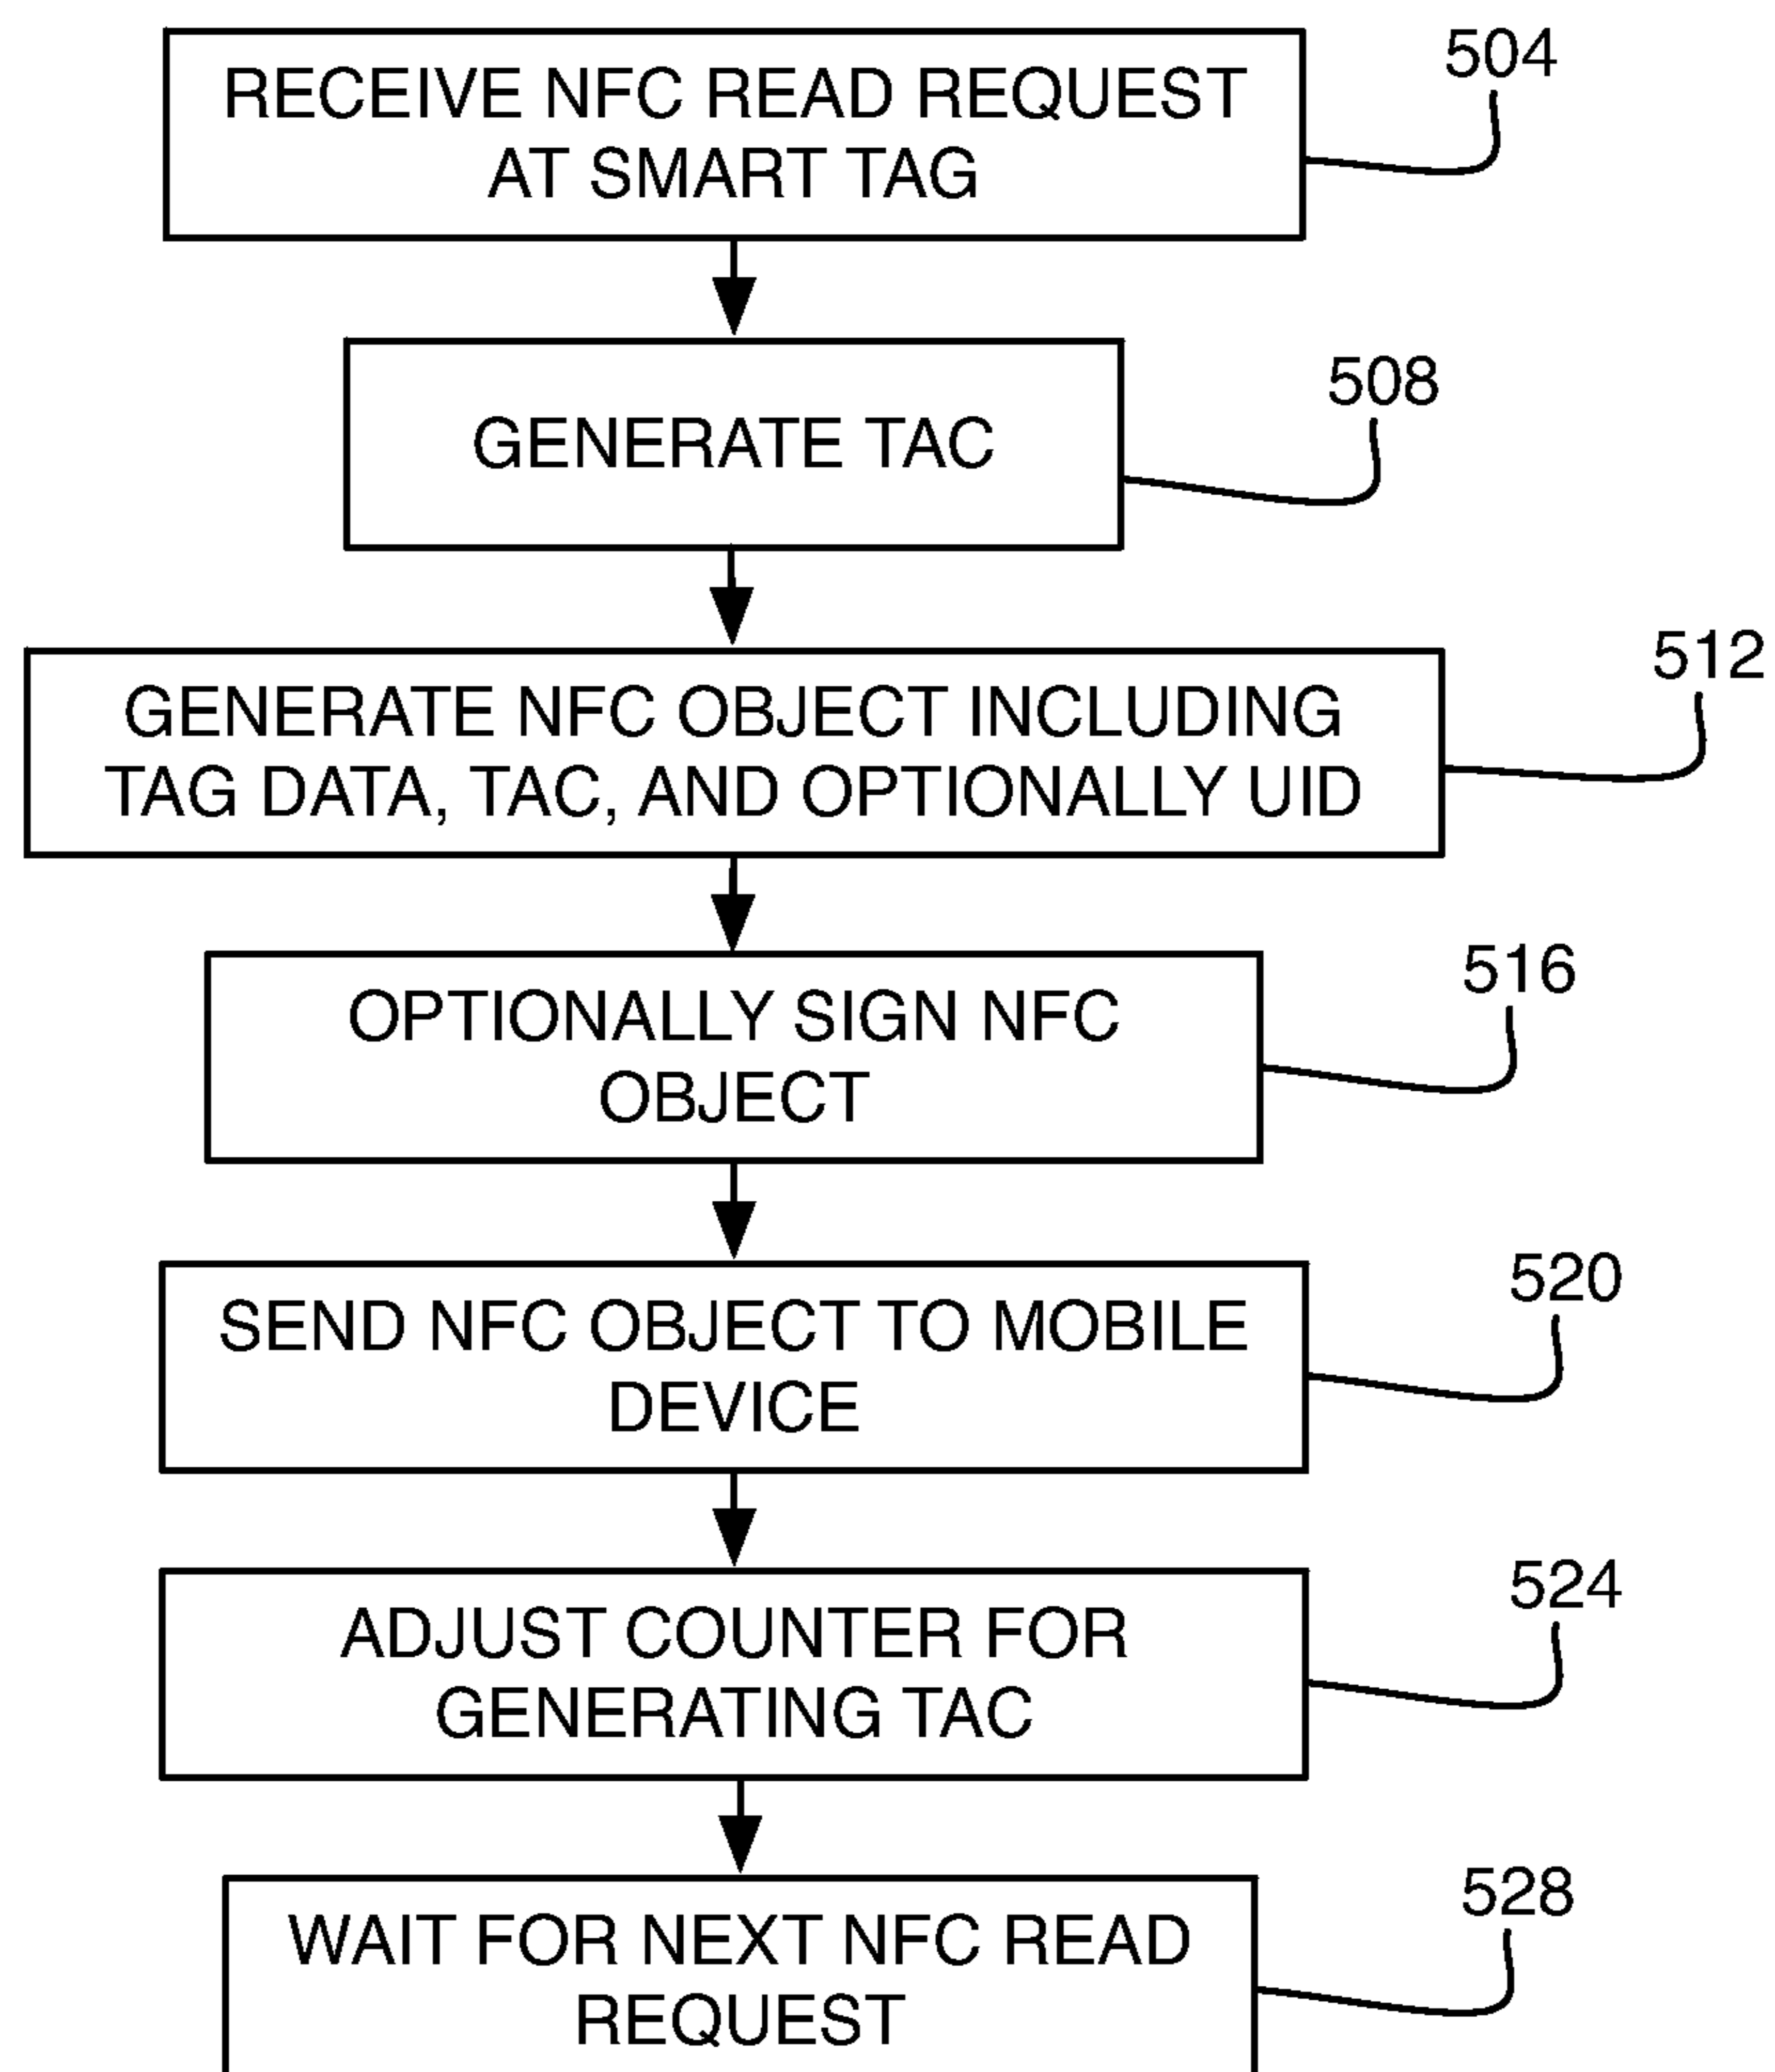 504
RECEIVE NFC READ REQUEST
AT SMART TAG
508
GENERATE TAC
512
GENERATE NFC OBJECT INCLUDING
TAG DATA, TAC, AND OPTIONALLY UID
516
OPTIONALLY SIGN NFC
OBJECT
520
SEND NFC OBJECT TO MOBILE
DEVICE
524
ADJUST COUNTER FOR
GENERATING TAC
528
WAIT FOR NEXT NFC READ
REQUEST